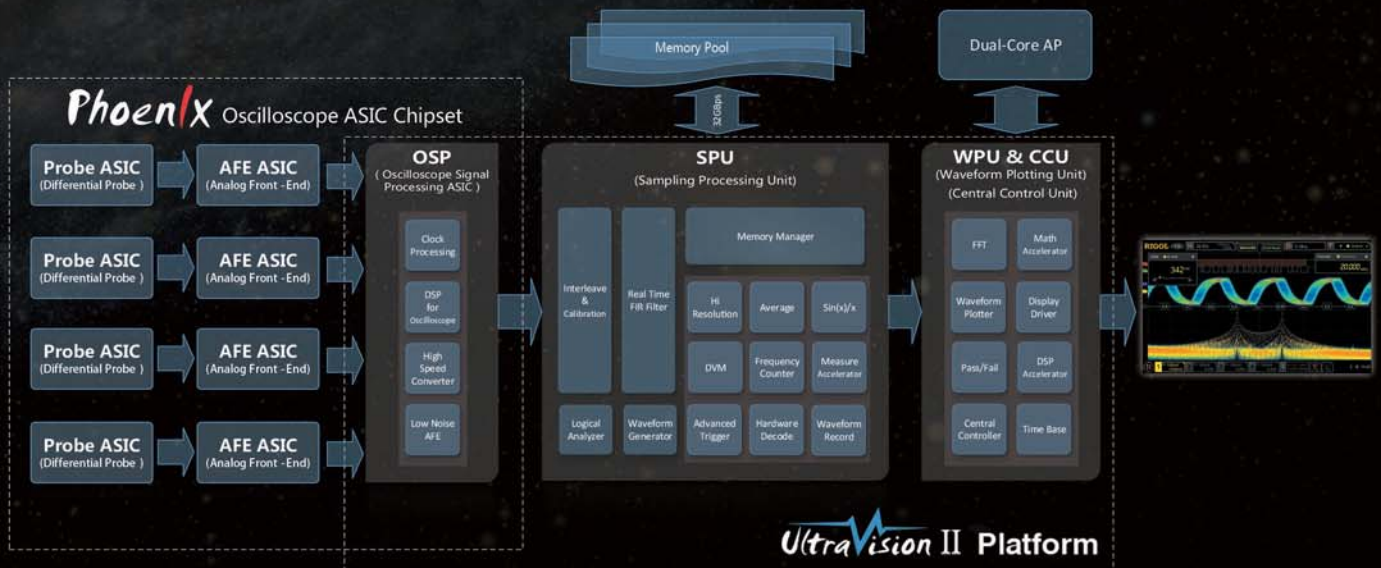 Memory Pool
Dual-Core AP
32GBps
PhoenIX Oscilloscope ASIC Chipset
Probe ASIC
(Differential Probe )
AFE ASIC
(Analog Front -End)
Probe ASIC
(Differential Probe )
AFE ASIC
(Analog Front -End)
Probe ASIC
(Differential Probe )
AFE ASIC
(Analog Front -End)
Probe ASIC
(Differential Probe )
AFE ASIC
(Analog Front -End)
OSP
( Oscilloscope Signal
Processing ASIC )
Clock
Processing
DSP
for
Oscilloscope
High
Speed
Converter
Low Noise
AFE
SPU
(Sampling Processing Unit)
Interleave
&
Calibration
Real Time
FIR Filter
Memory Manager
Hi
Resolution
Average
Sin(x)/x
DVM
Frequency
Counter
Measure
Accelerator
Logical
Analyzer
Waveform
Generator
Advanced
Trigger
Hardware
Decode
Waveform
Record
WPU & CCU
(Waveform Plotting Unit)
(Central Control Unit)
FFT
Math
Accelerator
Waveform
Plotter
Display
Driver
Pass/Fail
DSP
Accelerator
Central
Controller
Time Base
RIGOL
342
20.000
UltraVision II Platform